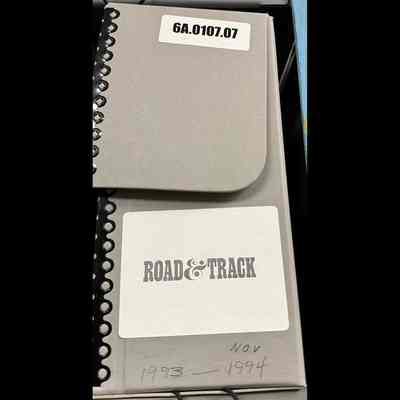 6A.0107.07
ROAD & TRACK
NOV
1993 — 1994